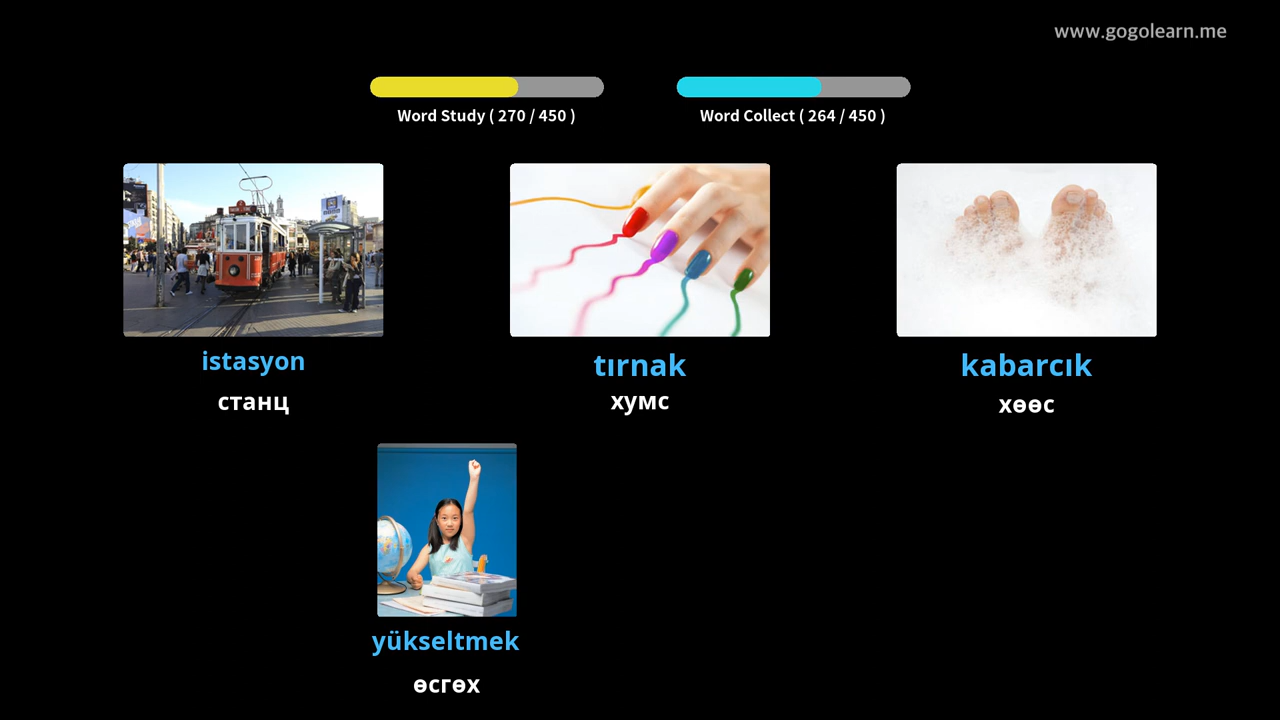 www.gogolearn.me
Word Study ( 270 / 450 )
Word Collect ( 264 / 450 )
istasyon
станц
tırnak
хумс
kabarcık
хөөс
yükseltmek
өсгөх